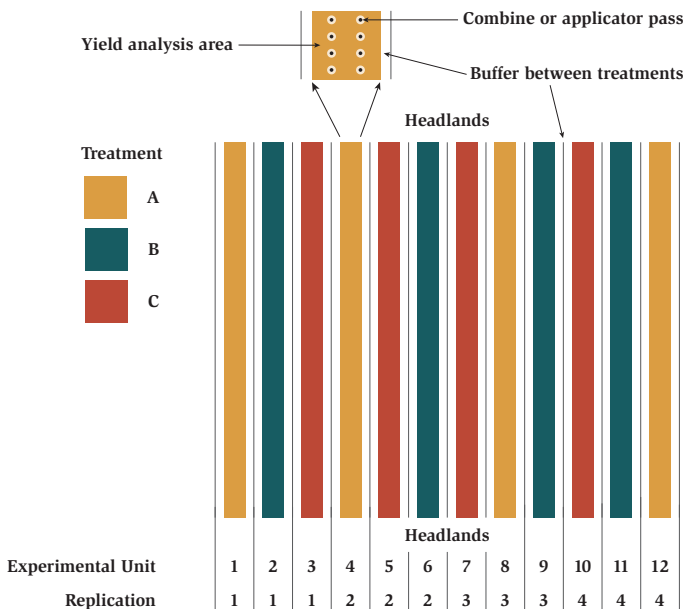 Combine or applicator pass
Yield analysis area
Buffer between treatments
Headlands
Treatment
A
B
C
Headlands
Experimental Unit 1 2 3 4 5 6 7 8 9 10 11 12
Replication 1 1 1 2 2 2 3 3 3 4 4 4